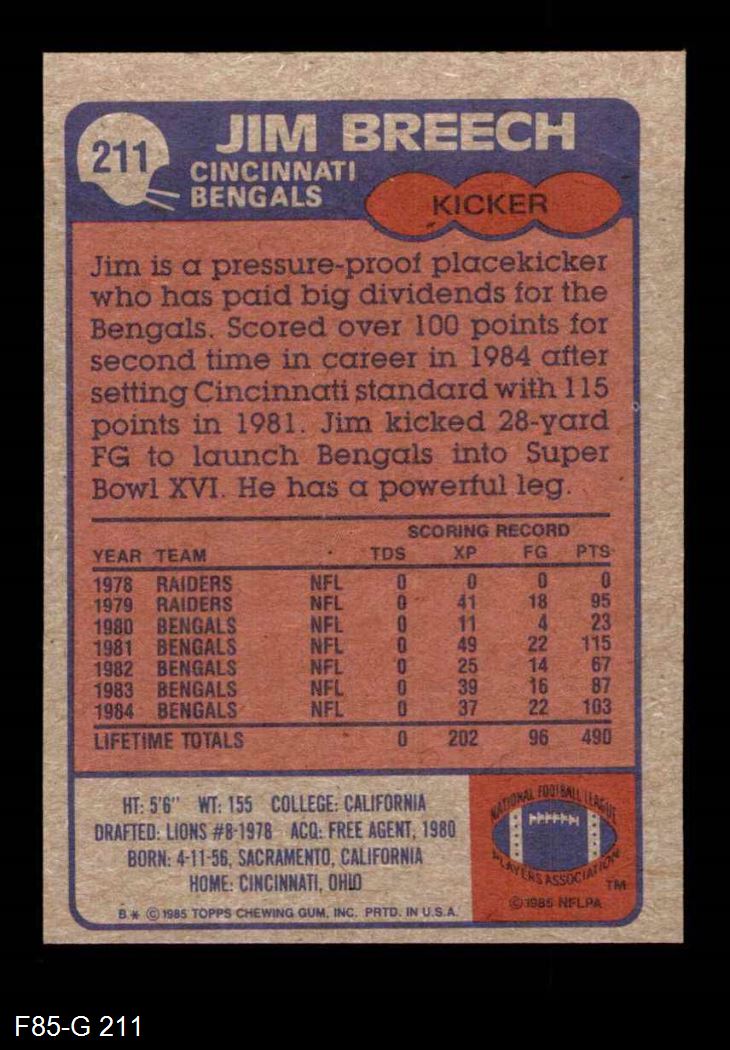 211
JIM BREECH
CINCINNATI
BENGALS
KICKER
Jim is a pressure-proof placekicker
who has paid big dividends for the
Bengals. Scored over 100 points for
second time in career in 1984 after
setting Cincinnati standard with 115
points in 1981. Jim kicked 28-yard
FG to launch Bengals into Super
Bowl XVI. He has a powerful leg.
SCORING RECORD
YEAR TEAM TDS XP FG PTS
1978 RAIDERS NFL 0 0 0 0
1979 RAIDERS NFL 0 41 18 95
1980 BENGALS NFL 0 11 4 23
1981 BENGALS NFL 0 49 22 115
1982 BENGALS NFL 0 25 14 67
1983 BENGALS NFL 0 39 16 87
1984 BENGALS NFL 0 37 22 103
LIFETIME TOTALS 0 202 96 490
HT: 5'6" WT: 155 COLLEGE: CALIFORNIA
DRAFTED: LIONS #8-1978 ACQ: FREE AGENT, 1980
BORN: 4-11-56, SACRAMENTO, CALIFORNIA
HOME: CINCINNATI, OHIO
B.* © 1985 TOPPS CHEWING GUM, INC. PRTD. IN U.S.A.
NATIONAL FOOTBALL LEAGUE
PLAYERS ASSOCIATION
TM
© 1985 NFLPA
F85-G 211